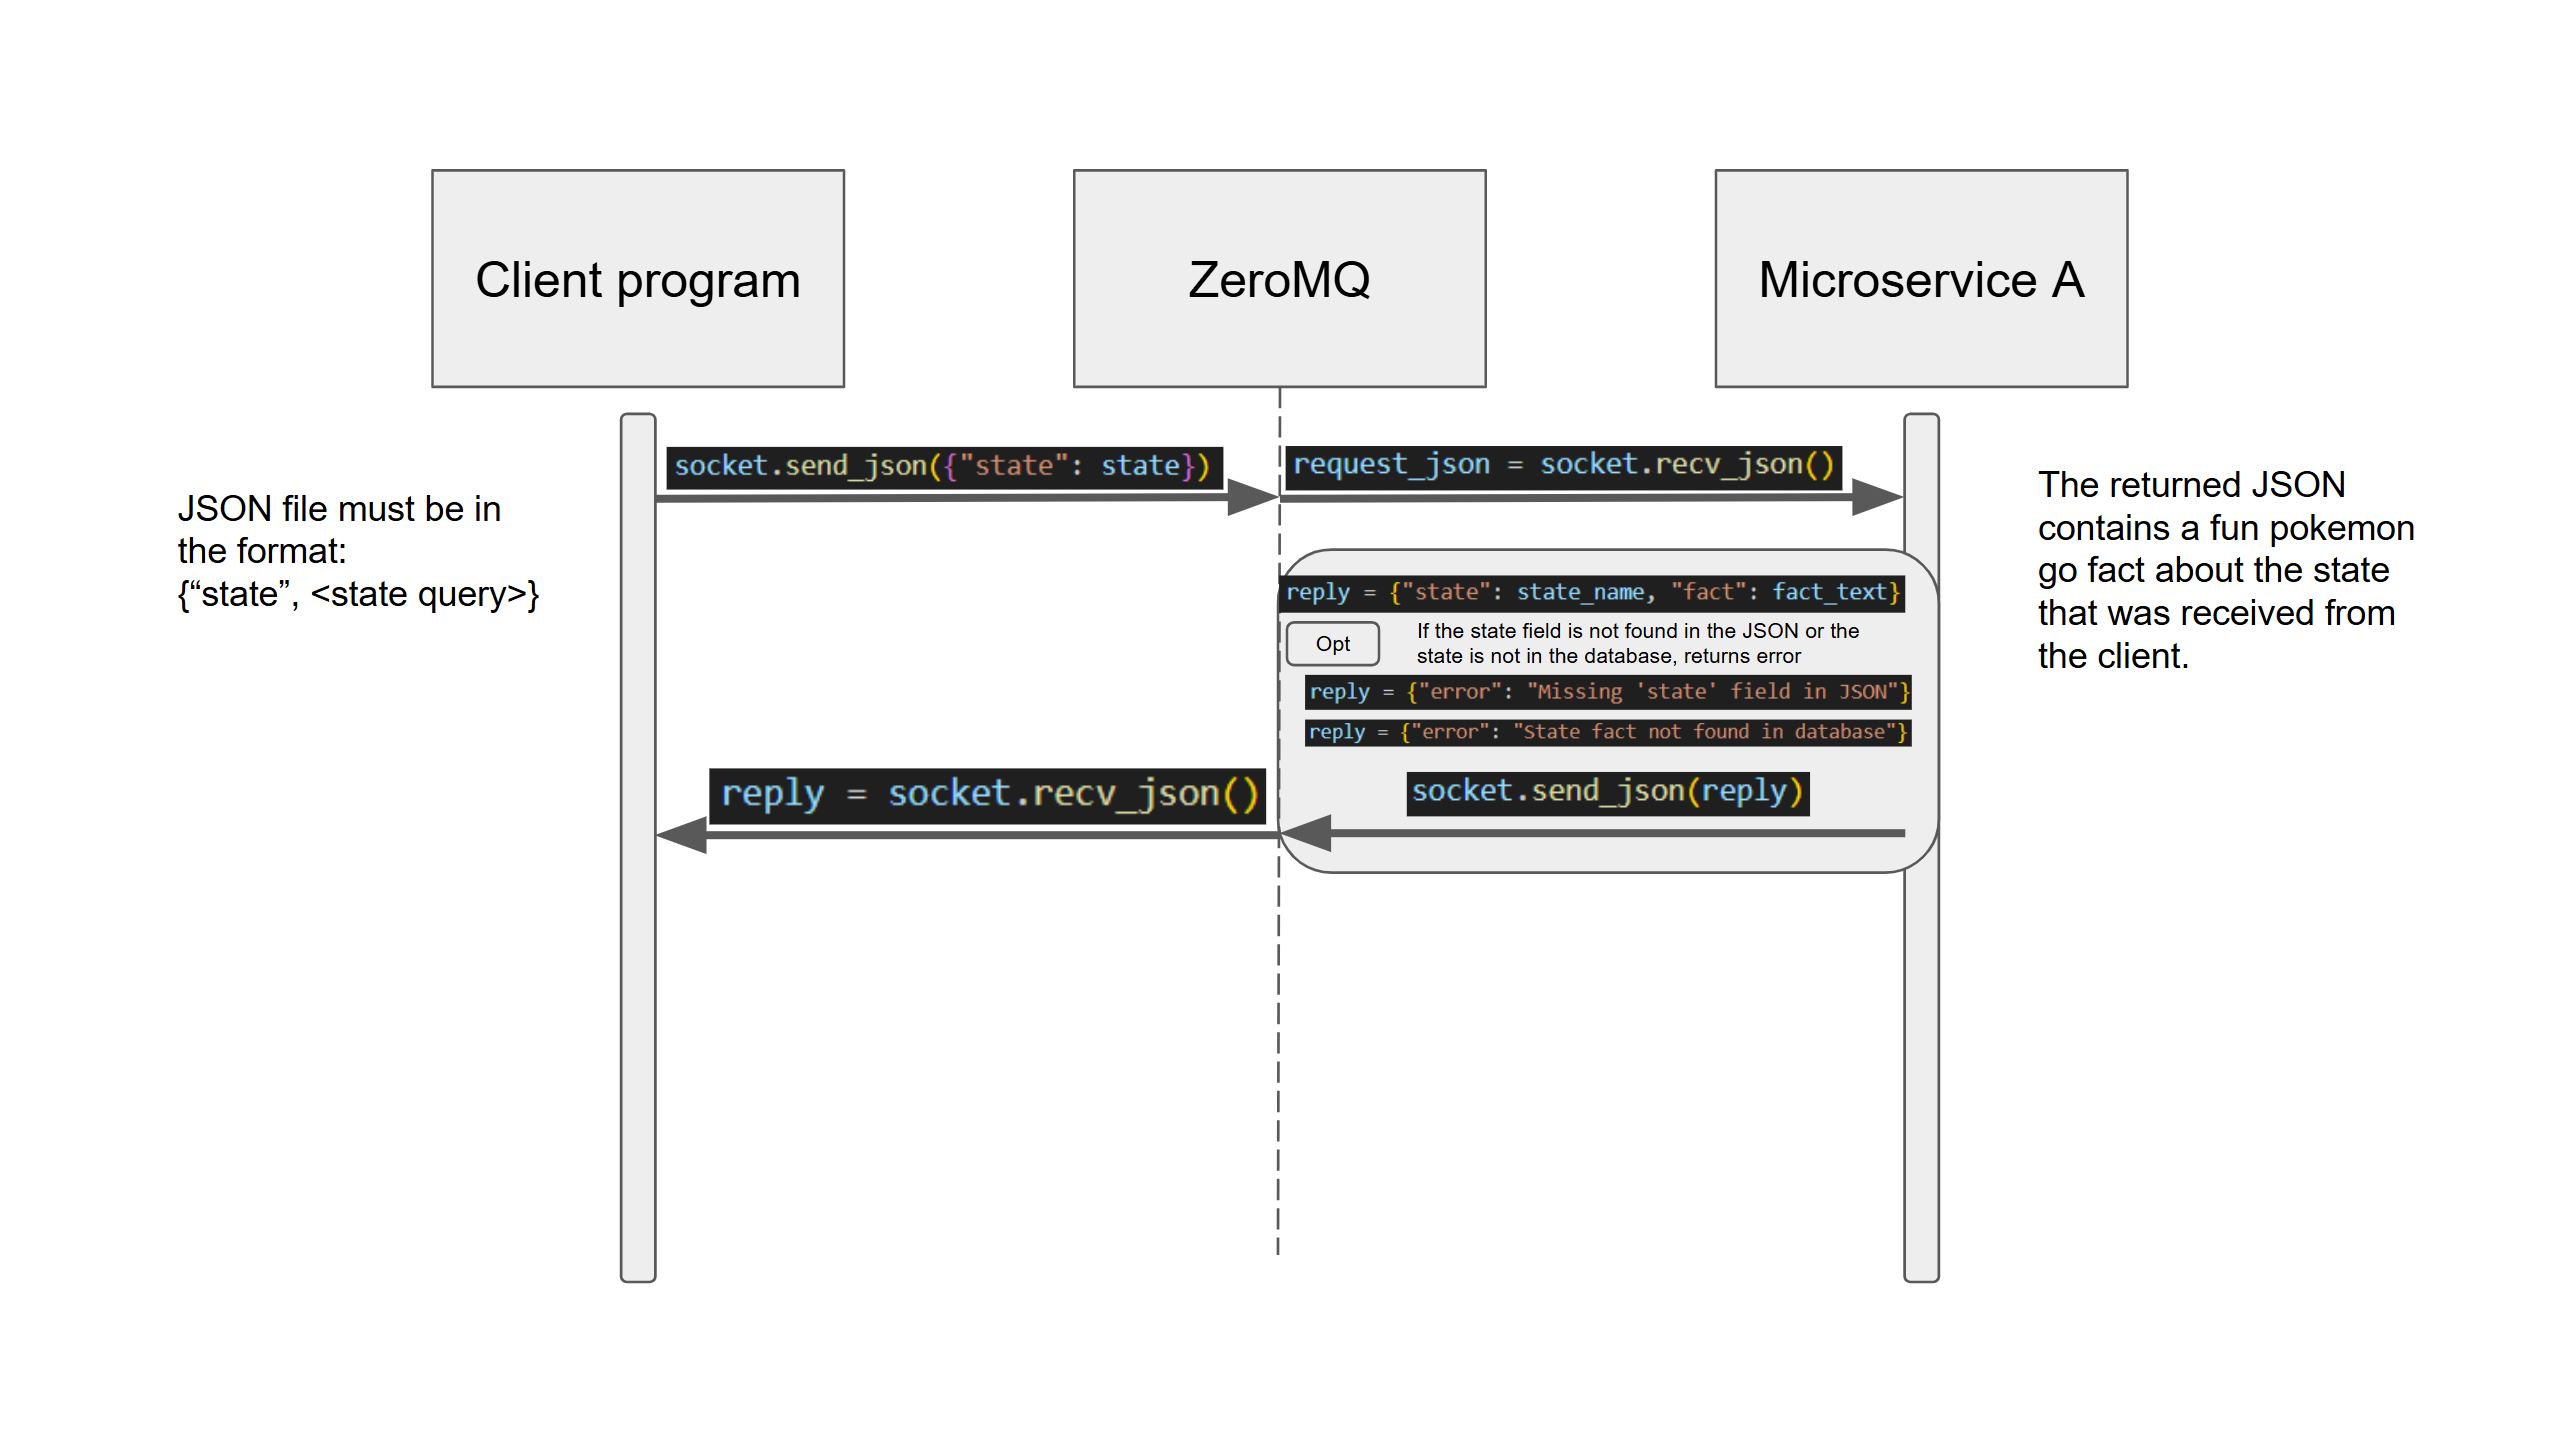 Client program
ZeroMQ
Microservice A
socket.send_json({"state": state})
request_json = socket.recv_json()
JSON file must be in
the format:
{“state”, <state query>}
The returned JSON
contains a fun pokemon
go fact about the state
that was received from
the client.
reply = {"state": state_name, "fact": fact_text}
Opt
If the state field is not found in the JSON or the
state is not in the database, returns error
reply = {"error": "Missing 'state' field in JSON"}
reply = {"error": "State fact not found in database"}
reply = socket.recv_json()
socket.send_json(reply)